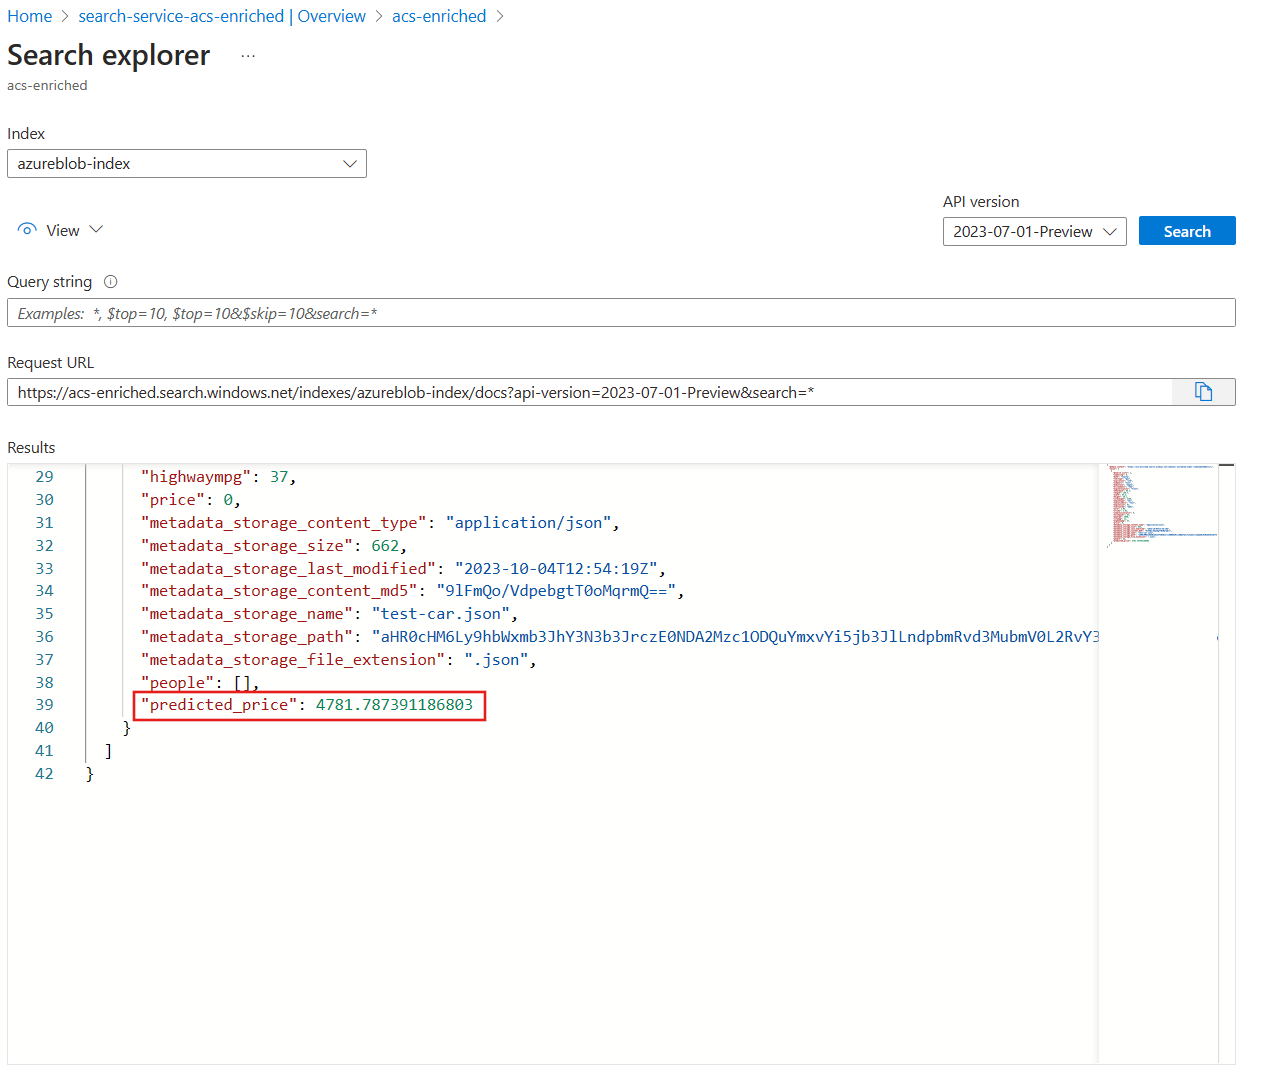 Home > search-service-acs-enriched | Overview > acs-enriched >
Search explorer ...
acs-enriched
Index
azureblob-index
View
API version
2023-07-01-Preview
Search
Query string
Examples: *, $top=10, $top=10&$skip=10&search=*
Request URL
https://acs-enriched.search.windows.net/indexes/azureblob-index/docs?api-version=2023-07-01-Preview&search=*
Results
29 "highwaympg": 37,
30 "price": 0,
31 "metadata_storage_content_type": "application/json",
32 "metadata_storage_size": 662,
33 "metadata_storage_last_modified": "2023-10-04T12:54:19Z",
34 "metadata_storage_content_md5": "9lFmQo/VdpebgtT0oMqrmQ==",
35 "metadata_storage_name": "test-car.json",
36 "metadata_storage_path": "aHR0cHM6Ly9hbWxmb3JhY3N3b3JrczE0NDA2Mzc1ODQuYmxvYi5jb3JlLndpbmRvd3MubmV0L2RvY3
37 "metadata_storage_file_extension": ".json",
38 "people": [],
39 "predicted_price": 4781.787391186803
40 }
41 ]
42 }